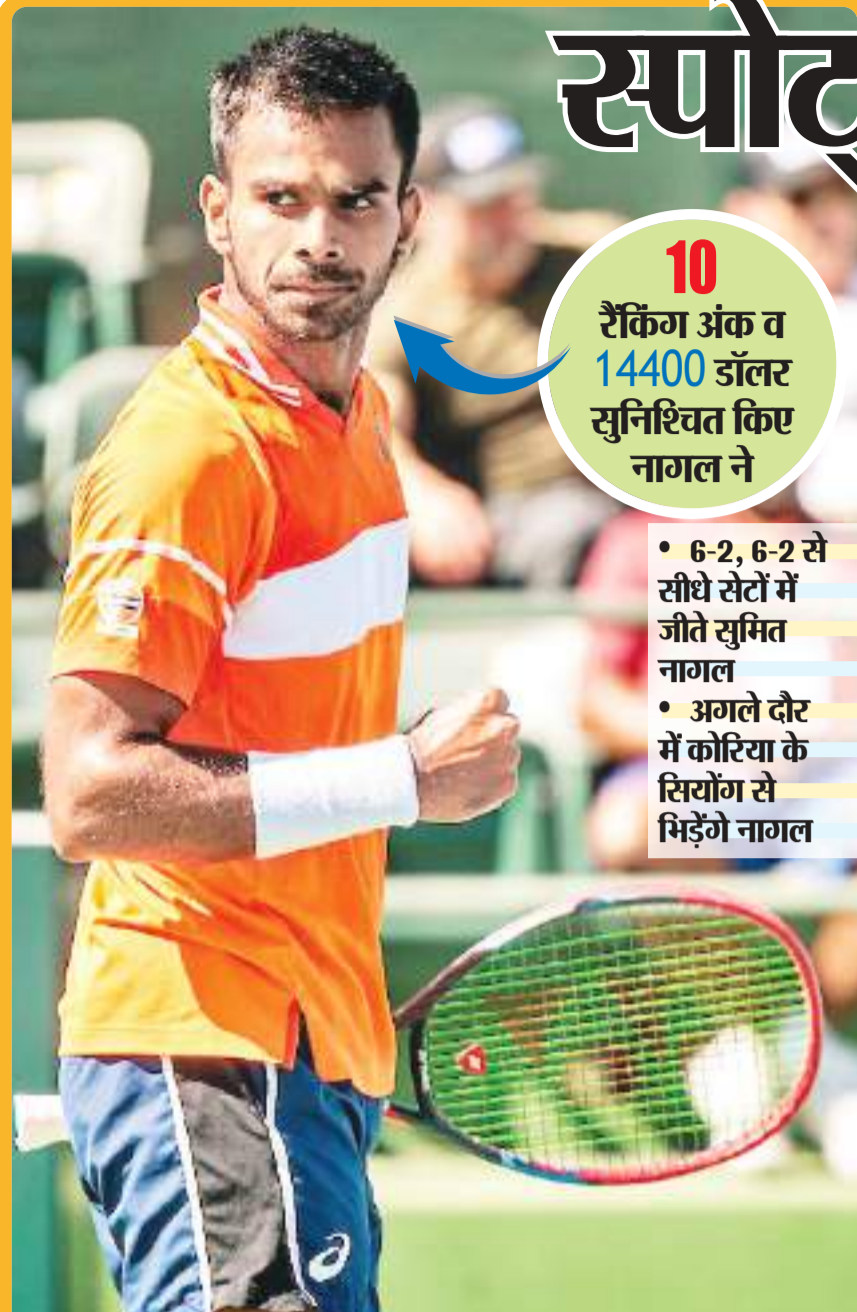 10
रैंकिंग अंक व
14400 डॉलर
सुनिश्चित किए
नागल ने
• 6-2, 6-2 से
सीधे सेटों में
जीते सुमित
नागल
• अगले दौर
में कोरिया के
सियोंग से
भिड़ेंगे नागल